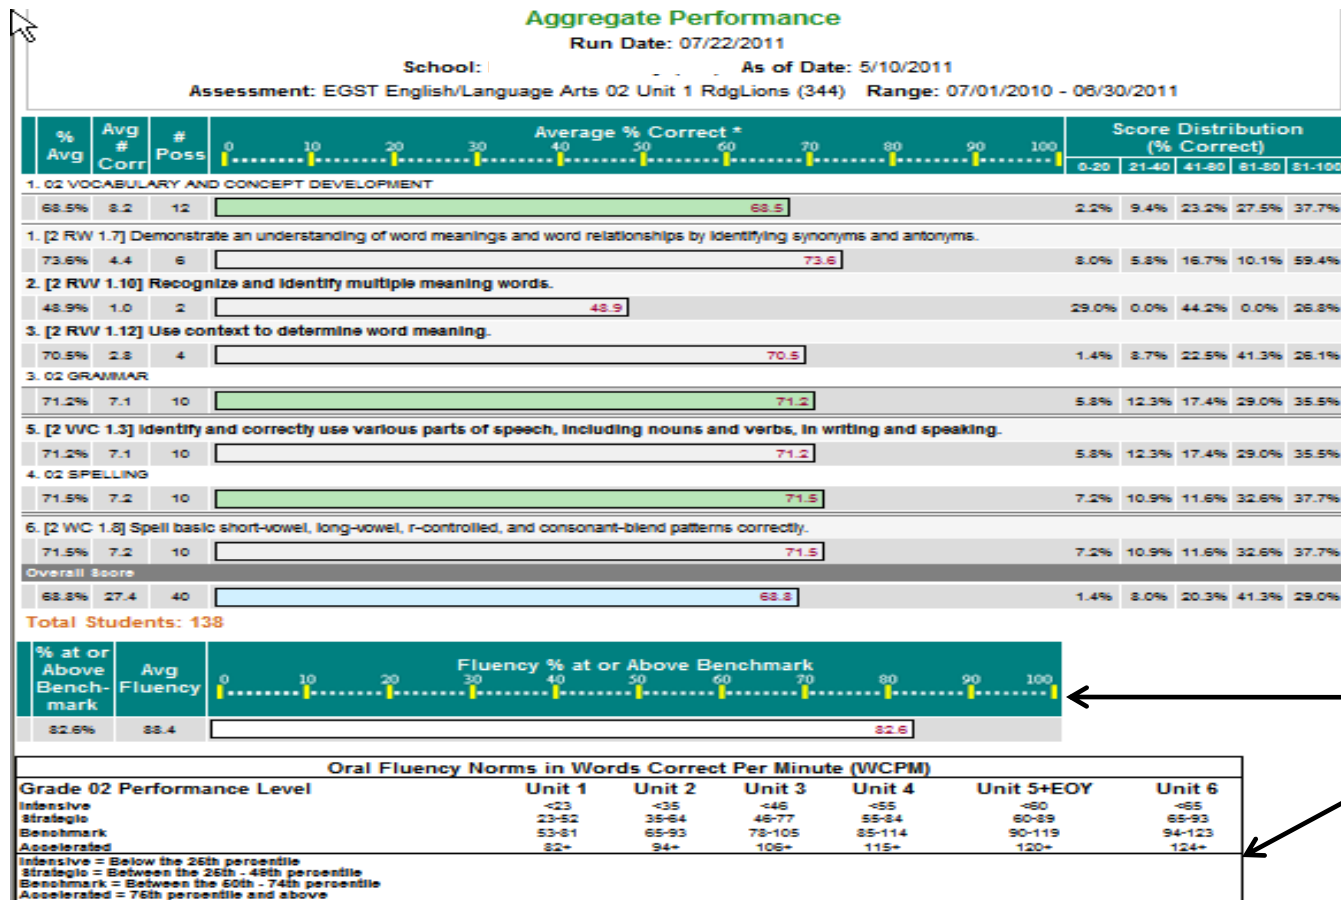 Aggregate Performance
Run Date: 07/22/2011
School: As of Date: 5/10/2011
Assessment: EGST English/Language Arts 02 Unit 1 RdgLions (344) Range: 07/01/2010 - 06/30/2011
% Avg Avg # Corr # Poss Average % Correct * Score Distribution (% Correct)
0 10 20 30 40 50 60 70 80 90 100 0-20 21-40 41-60 61-80 81-100
1. 02 VOCABULARY AND CONCEPT DEVELOPMENT
68.5% 8.2 12 68.5 2.2% 9.4% 23.2% 27.5% 37.7%
1. [2 RW 1.7] Demonstrate an understanding of word meanings and word relationships by identifying synonyms and antonyms.
73.6% 4.4 6 73.6 8.0% 5.8% 16.7% 10.1% 59.4%
2. [2 RW 1.10] Recognize and identify multiple meaning words.
48.9% 1.0 2 48.9 29.0% 0.0% 44.2% 0.0% 26.8%
3. [2 RW 1.12] Use context to determine word meaning.
70.5% 2.8 4 70.5 1.4% 8.7% 22.5% 41.3% 26.1%
3. 02 GRAMMAR
71.2% 7.1 10 71.2 5.8% 12.3% 17.4% 29.0% 35.5%
5. [2 WC 1.3] Identify and correctly use various parts of speech, including nouns and verbs, in writing and speaking.
71.2% 7.1 10 71.2 5.8% 12.3% 17.4% 29.0% 35.5%
4. 02 SPELLING
71.5% 7.2 10 71.5 7.2% 10.9% 11.6% 32.6% 37.7%
6. [2 WC 1.8] Spell basic short-vowel, long-vowel, r-controlled, and consonant-blend patterns correctly.
71.5% 7.2 10 71.5 7.2% 10.9% 11.6% 32.6% 37.7%
Overall Score
68.8% 27.4 40 68.8 1.4% 8.0% 20.3% 41.3% 29.0%
Total Students: 138
% at or Above Bench-mark Avg Fluency Fluency % at or Above Benchmark
0 10 20 30 40 50 60 70 80 90 100
82.6% 88.4 82.6
Oral Fluency Norms in Words Correct Per Minute (WCPM)
Grade 02 Performance Level Unit 1 Unit 2 Unit 3 Unit 4 Unit 5+EOY Unit 6
Intensive <23 <35 <46 <55 <60 <65
Strategic 23-52 35-64 46-77 55-84 60-89 65-93
Benchmark 53-81 65-93 78-105 85-114 90-119 94-123
Accelerated 82+ 94+ 106+ 115+ 120+ 124+
Intensive = Below the 25th percentile
Strategic = Between the 25th - 49th percentile
Benchmark = Between the 50th - 74th percentile
Accelerated = 75th percentile and above